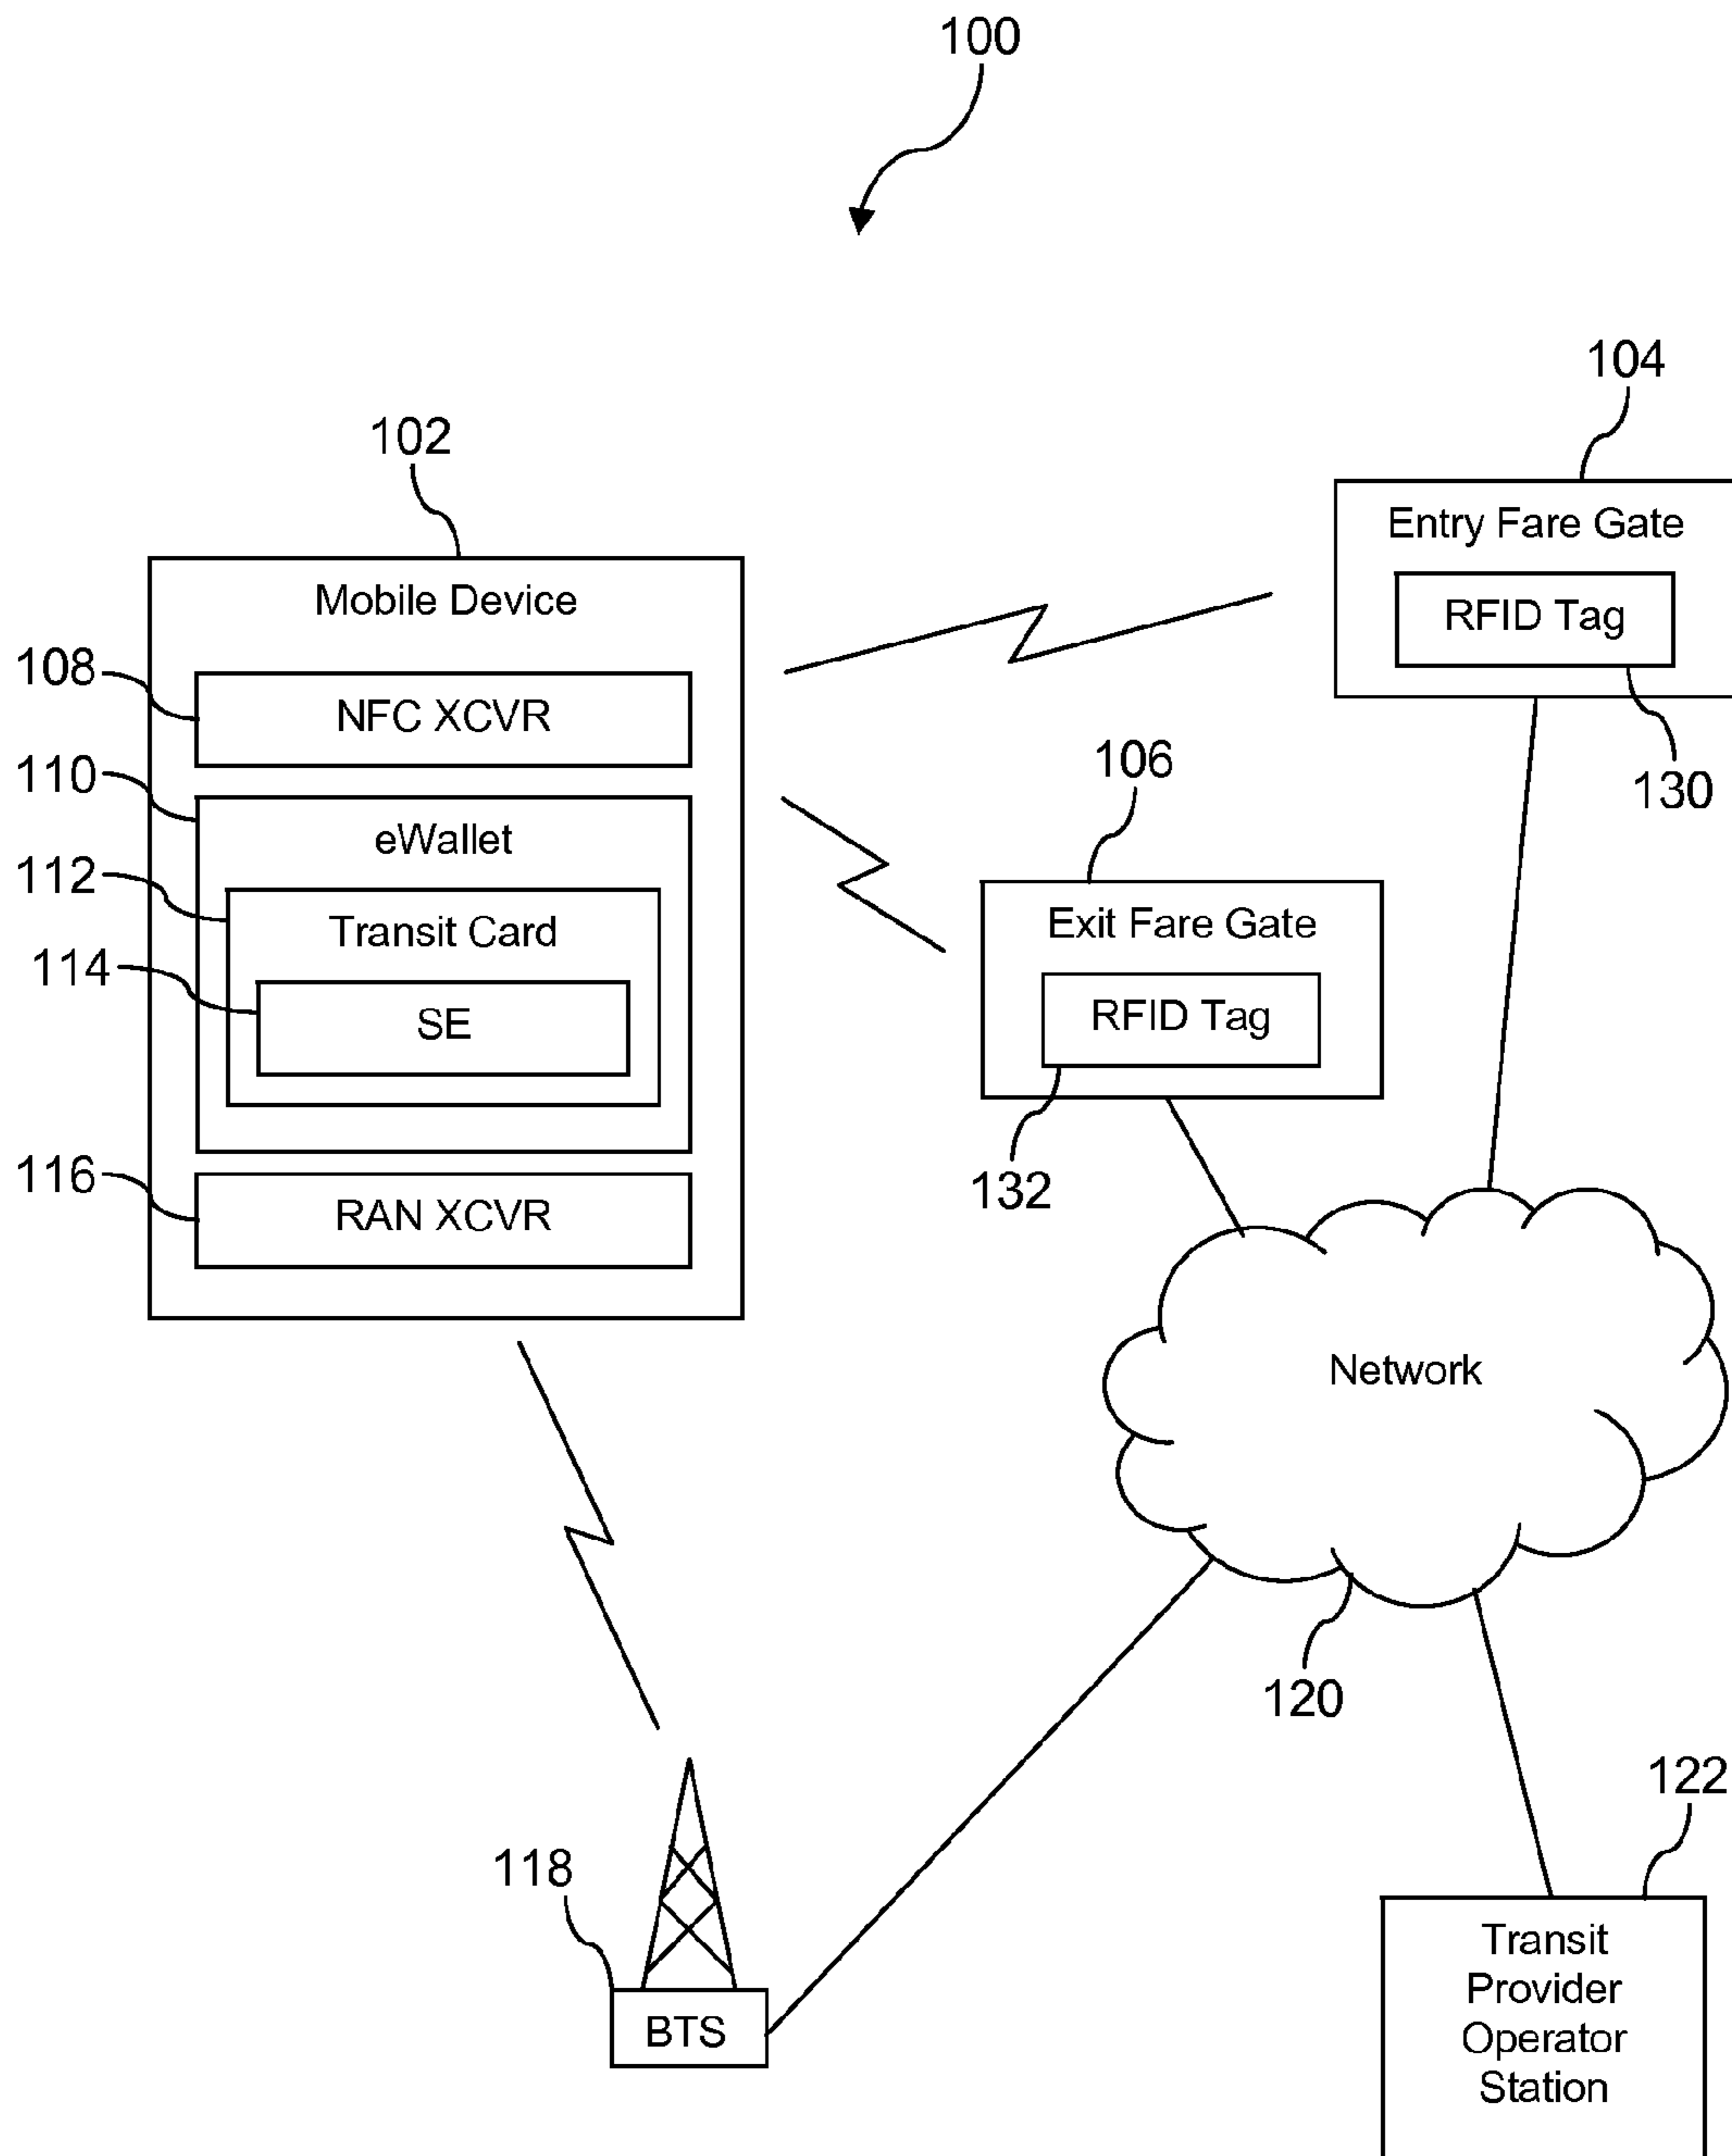 100
104
Entry Fare Gate
RFID Tag
130
102
Mobile Device
108
NFC XCVR
110
eWallet
112
Transit Card
114
SE
116
RAN XCVR
106
Exit Fare Gate
RFID Tag
132
Network
120
118
BTS
122
Transit
Provider
Operator
Station